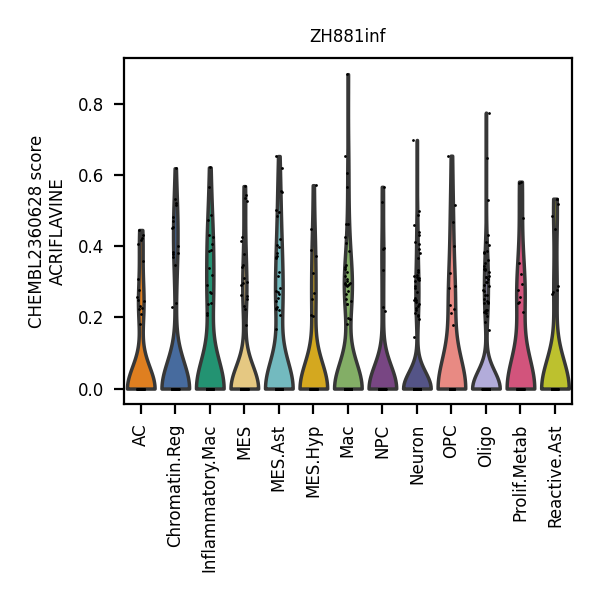 ZH881inf
CHEMBL2360628 score
ACRIFLAVINE
0.8
0.6
0.4
0.2
0.0
AC
Chromatin.Reg
Inflammatory.Mac
MES
MES.Ast
MES.Hyp
Mac
NPC
Neuron
OPC
Oligo
Prolif.Metab
Reactive.Ast